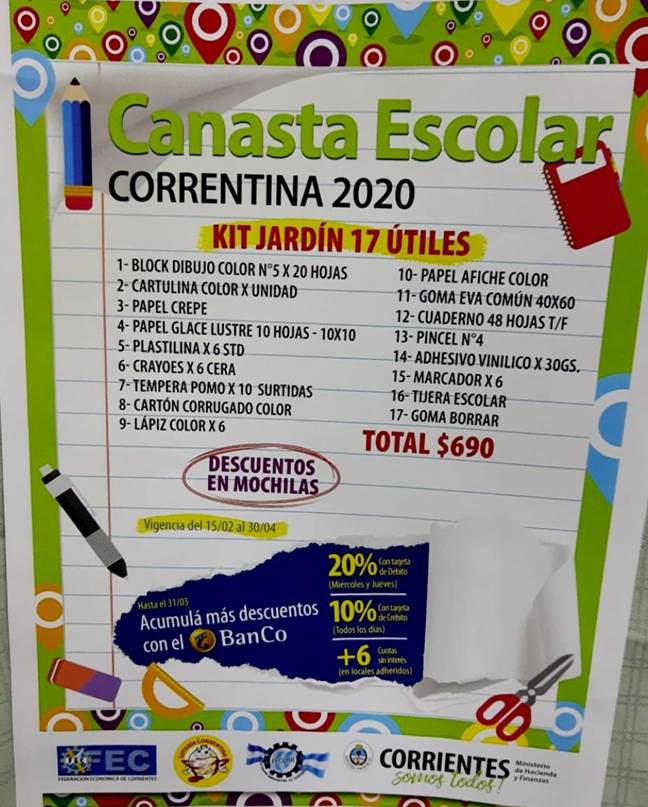 Canasta Escolar
CORRENTINA 2020
KIT JARDÍN 17 ÚTILES
1- BLOCK DIBUJO COLOR N°5 X 20 HOJAS
2- CARTULINA COLOR X UNIDAD
3- PAPEL CREPE
4- PAPEL GLACE LUSTRE 10 HOJAS - 10X10
5- PLASTILINA X 6 STD
6- CRAYOES X 6 CERA
7- TEMPERA POMO X 10 SURTIDAS
8- CARTÓN CORRUGADO COLOR
9- LÁPIZ COLOR X 6
10- PAPEL AFICHE COLOR
11- GOMA EVA COMÚN 40X60
12- CUADERNO 48 HOJAS T/F
13- PINCEL N°4
14- ADHESIVO VINILICO X 30GS.
15- MARCADOR X 6
16- TIJERA ESCOLAR
17- GOMA BORRAR
TOTAL $690
DESCUENTOS
EN MOCHILAS
Vigencia del 15/02 al 30/04
Hasta el 31/03
Acumulá más descuentos
con el BanCo
20% Con tarjeta
de Débito
(Miércoles y Jueves)
10% Con tarjeta
de Crébito
(Todos los días)
+6 Cuotas
sin interés
(en locales adheridos)
FEC
FEDERACIÓN ECONOMICA DE CORRIENTES
LOTERÍA CORRENTINA
CORRIENTES
somos todos!
Ministerio
de Hacienda
y Finanzas